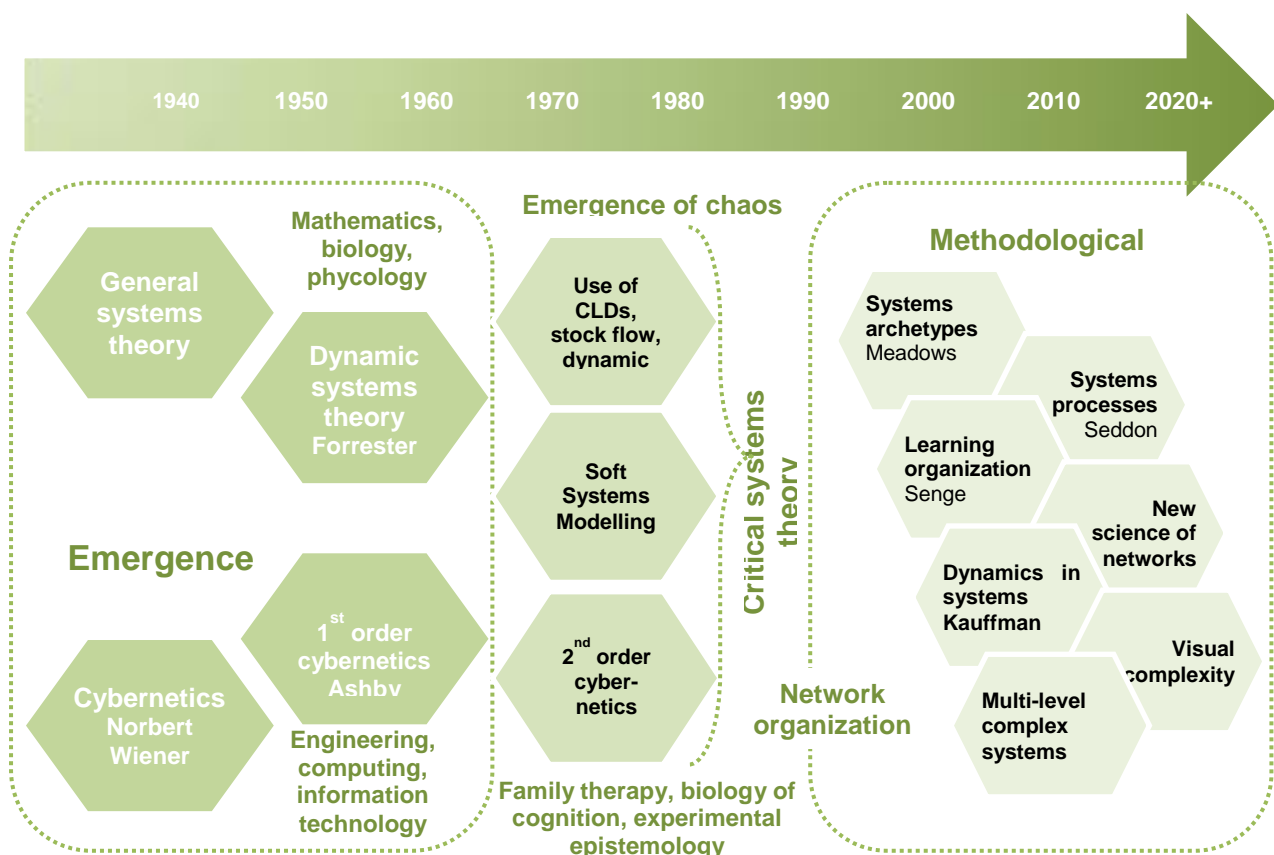 1940 1950 1960 1970 1980 1990 2000 2010 2020+
Mathematics,
biology,
phycology
General
systems
theory
Dynamic
systems
theory
Forrester
Emergence
1st order
cybernetics
Ashby
Cybernetics
Norbert
Wiener
Engineering,
computing,
information
technology
Emergence of chaos
Use of
CLDs,
stock flow,
dynamic
Soft
Systems
Modelling
2nd order
cyber-
netics
Family therapy, biology of
cognition, experimental
epistemology
Critical systems
theory
Network
organization
Methodological
Systems
archetypes
Meadows
Systems
processes
Seddon
Learning
organization
Senge
New
science of
networks
Dynamics in
systems
Kauffman
Visual
complexity
Multi-level
complex
systems